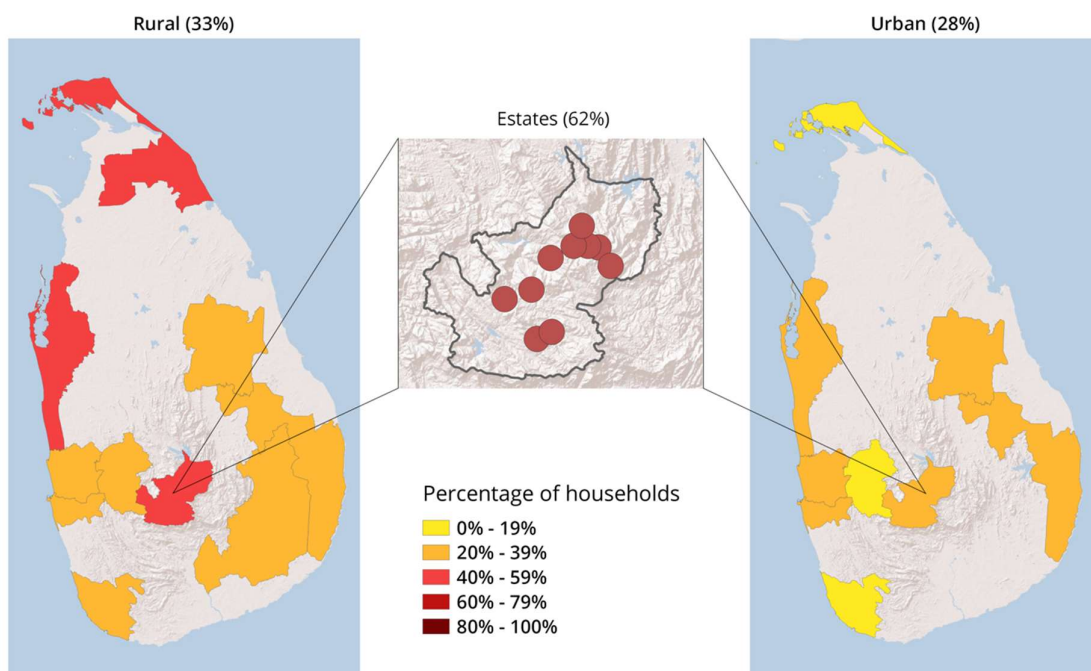 Rural (33%)
Urban (28%)
Estates (62%)
Percentage of households
0% - 19%
20% - 39%
40% - 59%
60% - 79%
80% - 100%